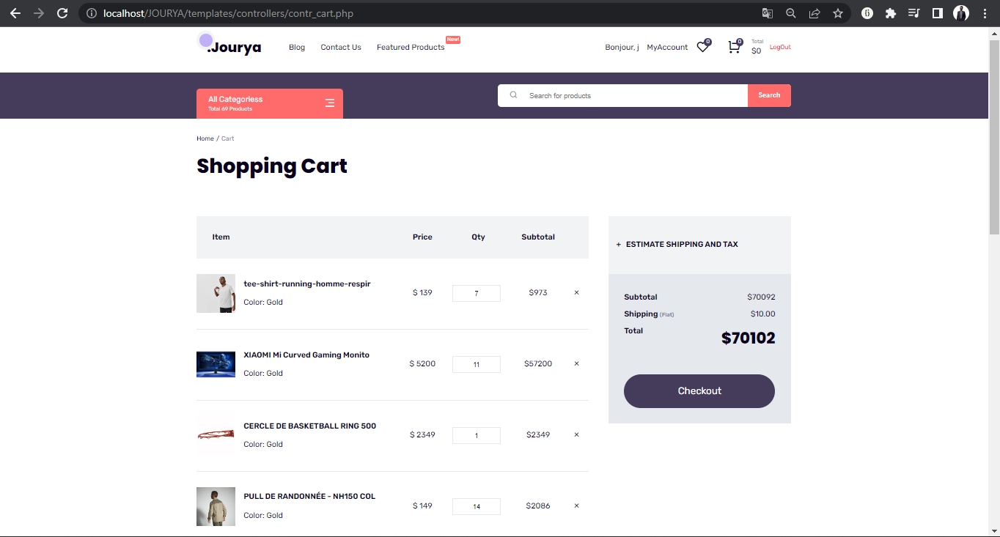 localhost/JOURYA/templates/controllers/contr_cart.php
.Jourya
Blog
Contact Us
Featured Products
New!
Bonjour, j
MyAccount
0
0
Total
$0
LogOut
All Categoriess
Total 69 Products
Search for products
Search
Home / Cart
Shopping Cart
Item Price Qty Subtotal
tee-shirt-running-homme-respir
Color: Gold
$ 139 7 $973 ×
XIAOMI Mi Curved Gaming Monito
Color: Gold
$ 5200 11 $57200 ×
CERCLE DE BASKETBALL RING 500
Color: Gold
$ 2349 1 $2349 ×
PULL DE RANDONNÉE - NH150 COL
Color: Gold
$ 149 14 $2086 ×
+ ESTIMATE SHIPPING AND TAX
Subtotal $70092
Shipping (Flat) $10.00
Total $70102
Checkout